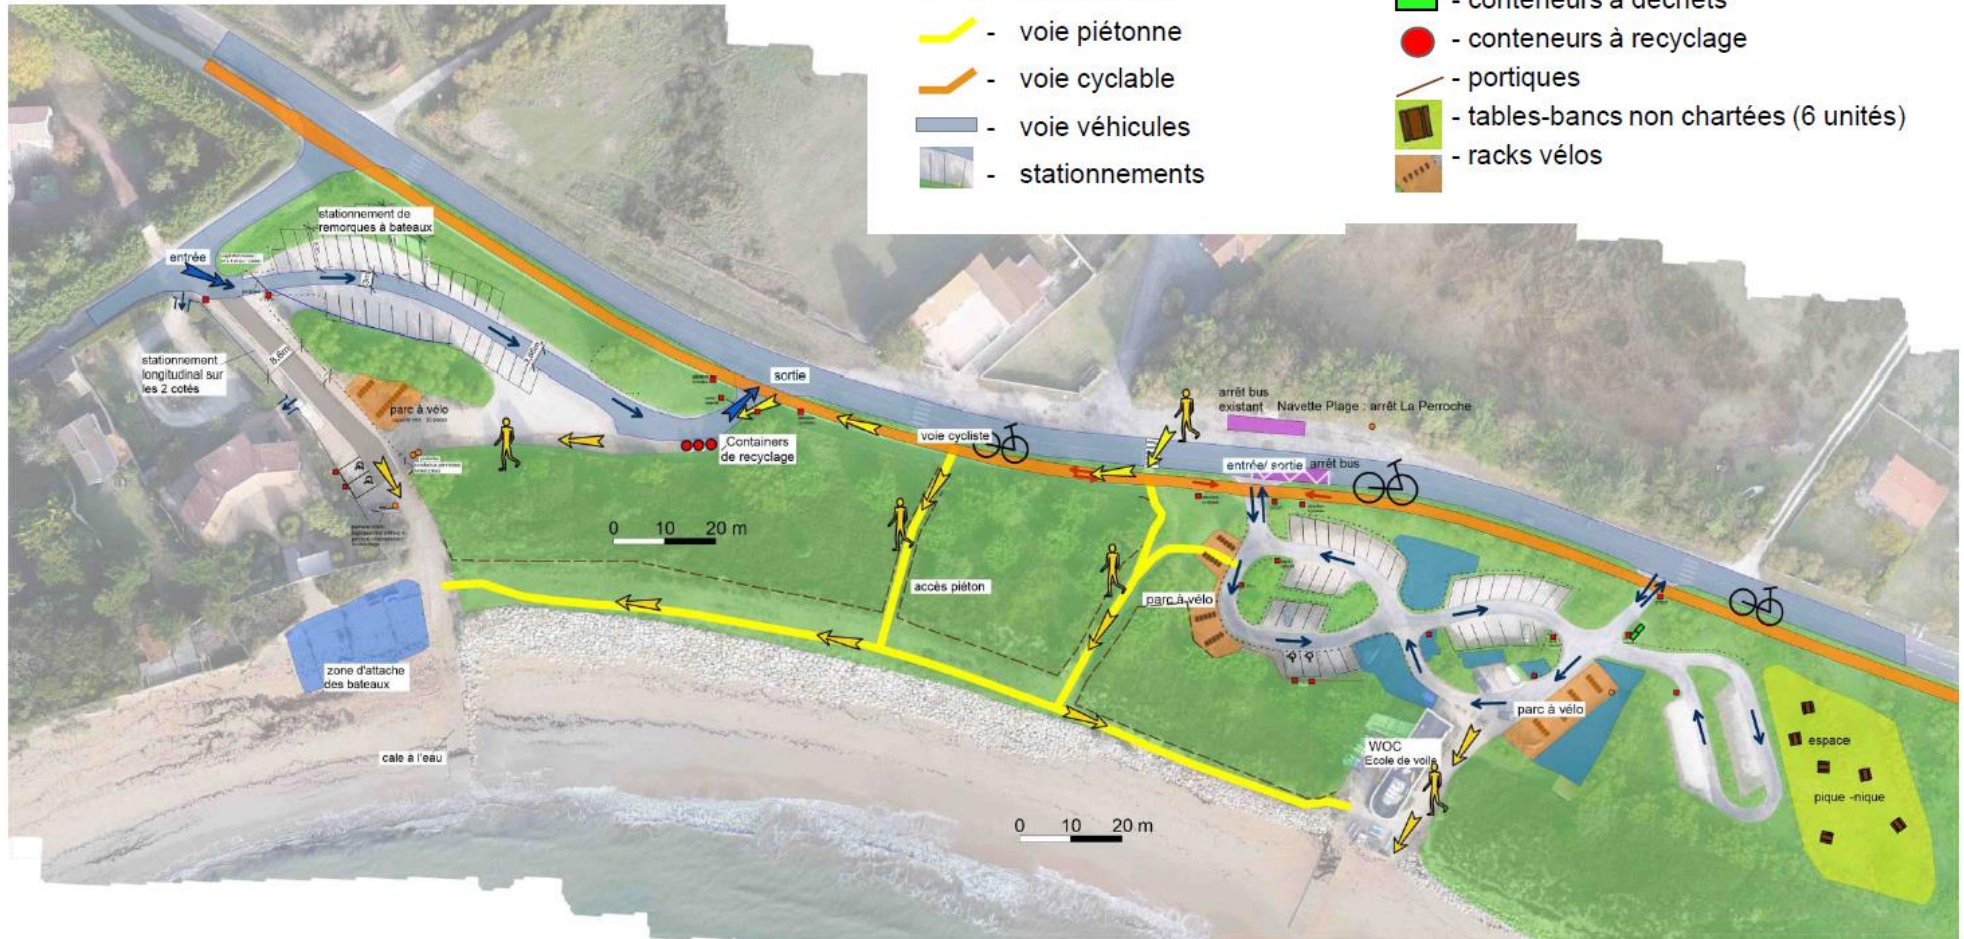 - voie piétonne
- voie cyclable
- voie véhicules
- stationnements
- conteneurs à déchets
- conteneurs à recyclage
- portiques
- tables-bancs non chartées (6 unités)
- racks vélos
stationnement de
remorques à bateaux
entrée
stationnement
longitudinal sur
les 2 cotés
8,8m
parc à vélo
sortie
Containers
de recyclage
voie cycliste
arrêt bus
existant
Navette Plage : arrêt La Perroche
entrée/ sortie
arrêt bus
0 10 20 m
accès piéton
parc à vélo
zone d'attache
des bateaux
cale à l'eau
parc à vélo
WOC
Ecole de voile
espace
pique -nique
0 10 20 m